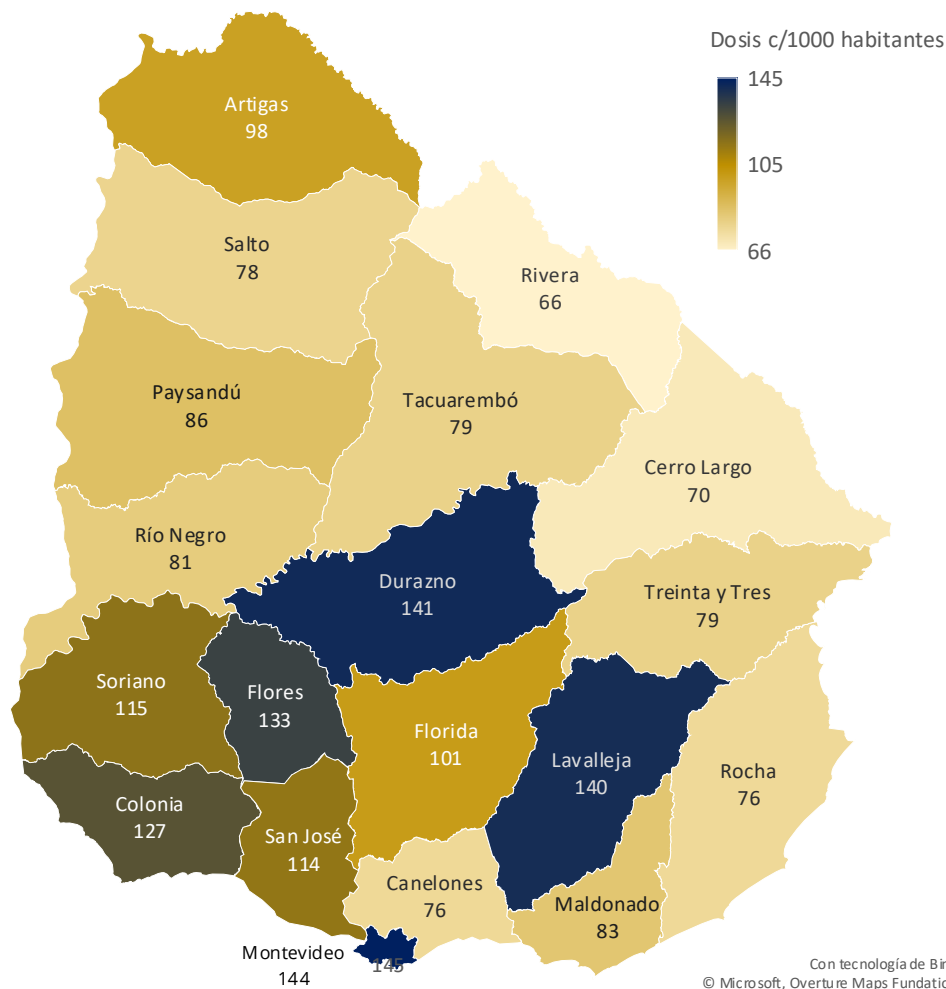 Dosis c/1000 habitantes
145
105
66
Artigas
98
Salto
78
Rivera
66
Paysandú
86
Tacuarembó
79
Cerro Largo
70
Río Negro
81
Durazno
141
Treinta y Tres
79
Soriano
115
Flores
133
Florida
101
Lavalleja
140
Rocha
76
Colonia
127
San José
114
Canelones
76
Maldonado
83
Montevideo
144
145
Con tecnología de Bin
© Microsoft, Overture Maps Fundatio